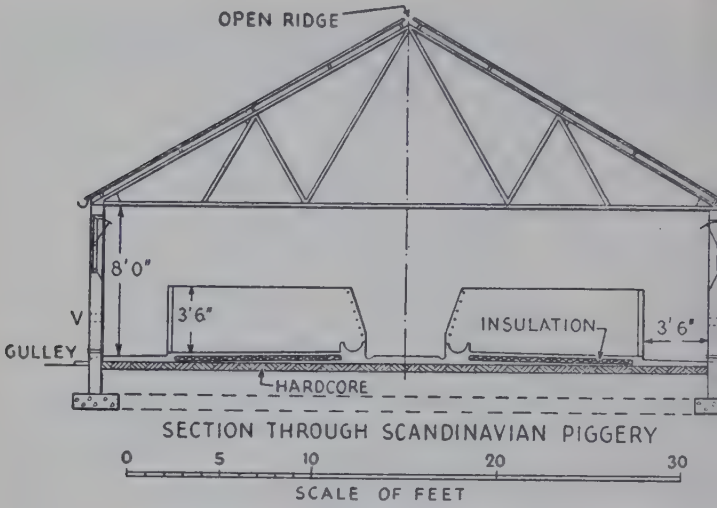 OPEN RIDGE
8'0"
3'6"
V
INSULATION
3'6"
GULLEY
HARDCORE
SECTION THROUGH SCANDINAVIAN PIGGERY
0 5 10 20 30
SCALE OF FEET